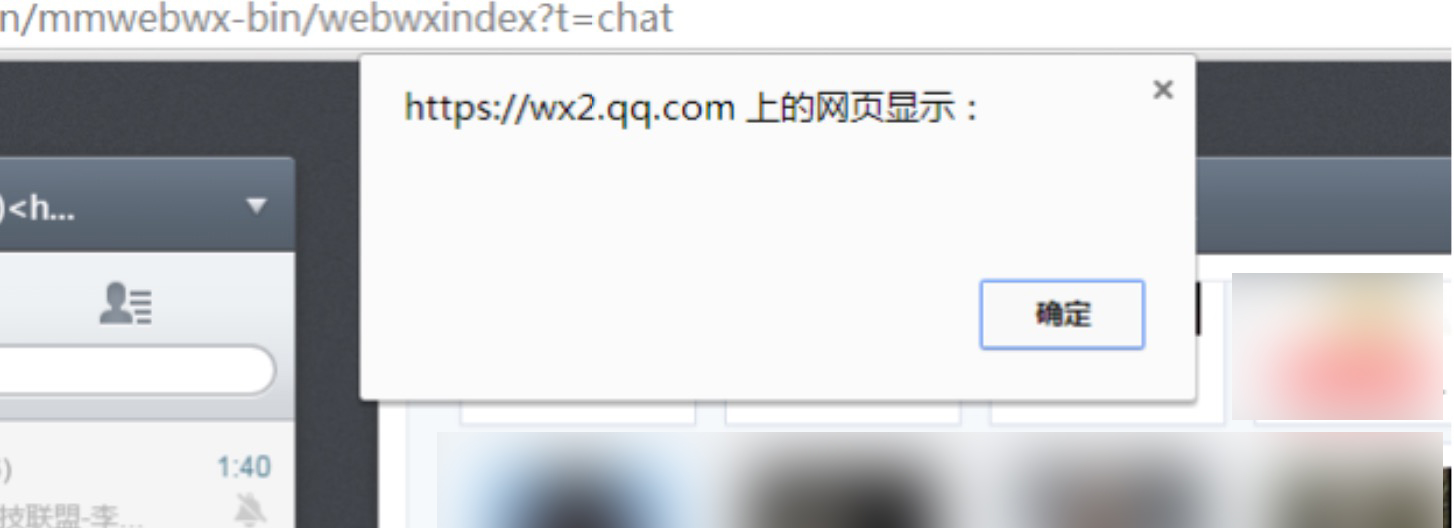 n/mmwebwx-bin/webwxindex?t=chat
https://wx2.qq.com 上的网页显示：
)<h...
确定
)
1:40
技联盟-李...